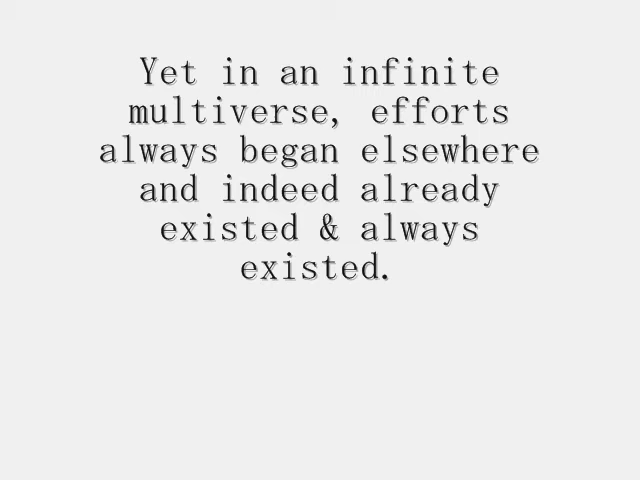 Yet in an infinite
multiverse, efforts
always began elsewhere
and indeed already
existed & always
existed.